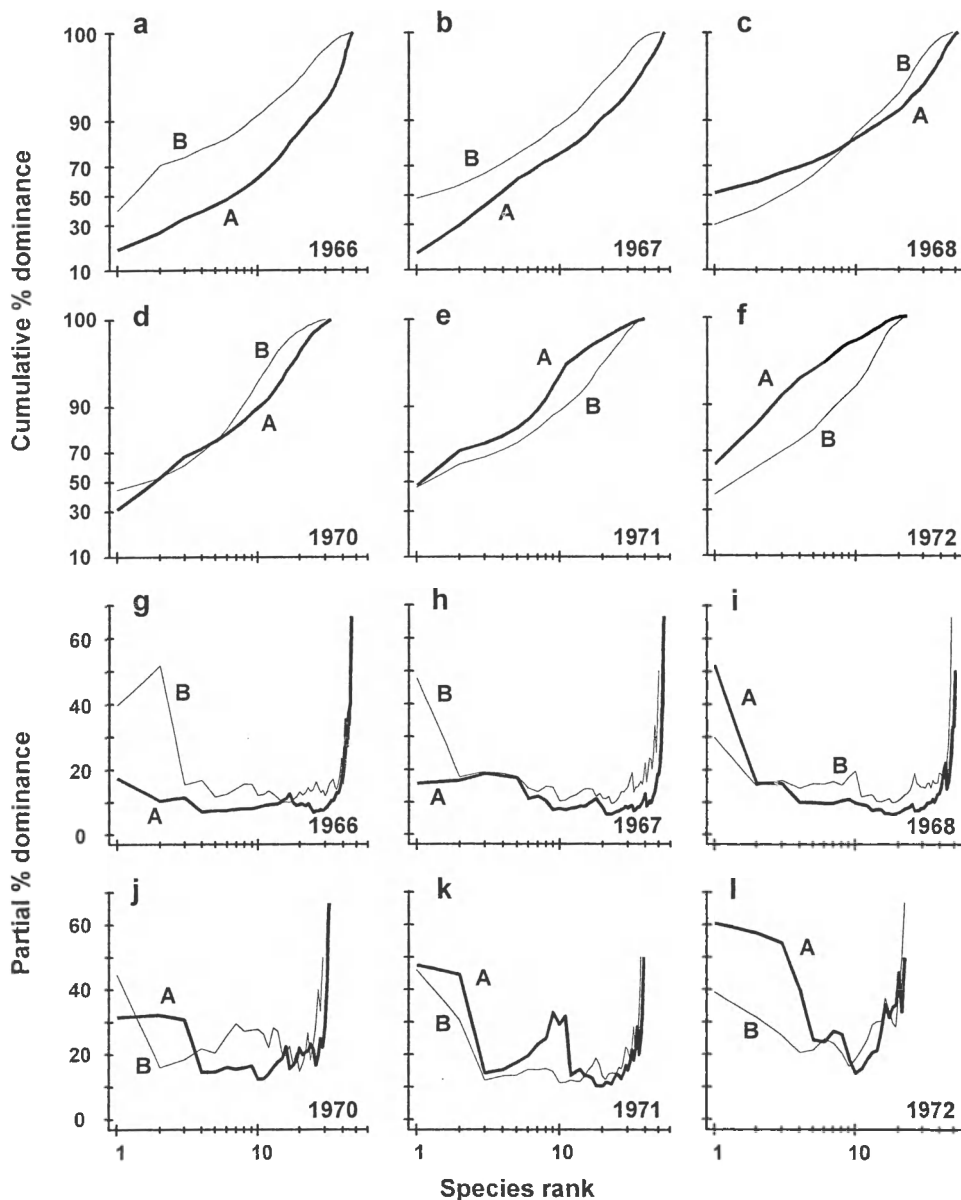 a b c
100
90
70
50
30
10
B A 1966
B A 1967
B A 1968
Cumulative % dominance
d e f
100
90
70
50
30
10
B A 1970
A B 1971
A B 1972
g h i
60
40
20
0
B A 1966
B A 1967
A B 1968
Partial % dominance
j k l
60
40
20
0
A B 1970
A B 1971
A B 1972
1 10 1 10 1 10
Species rank